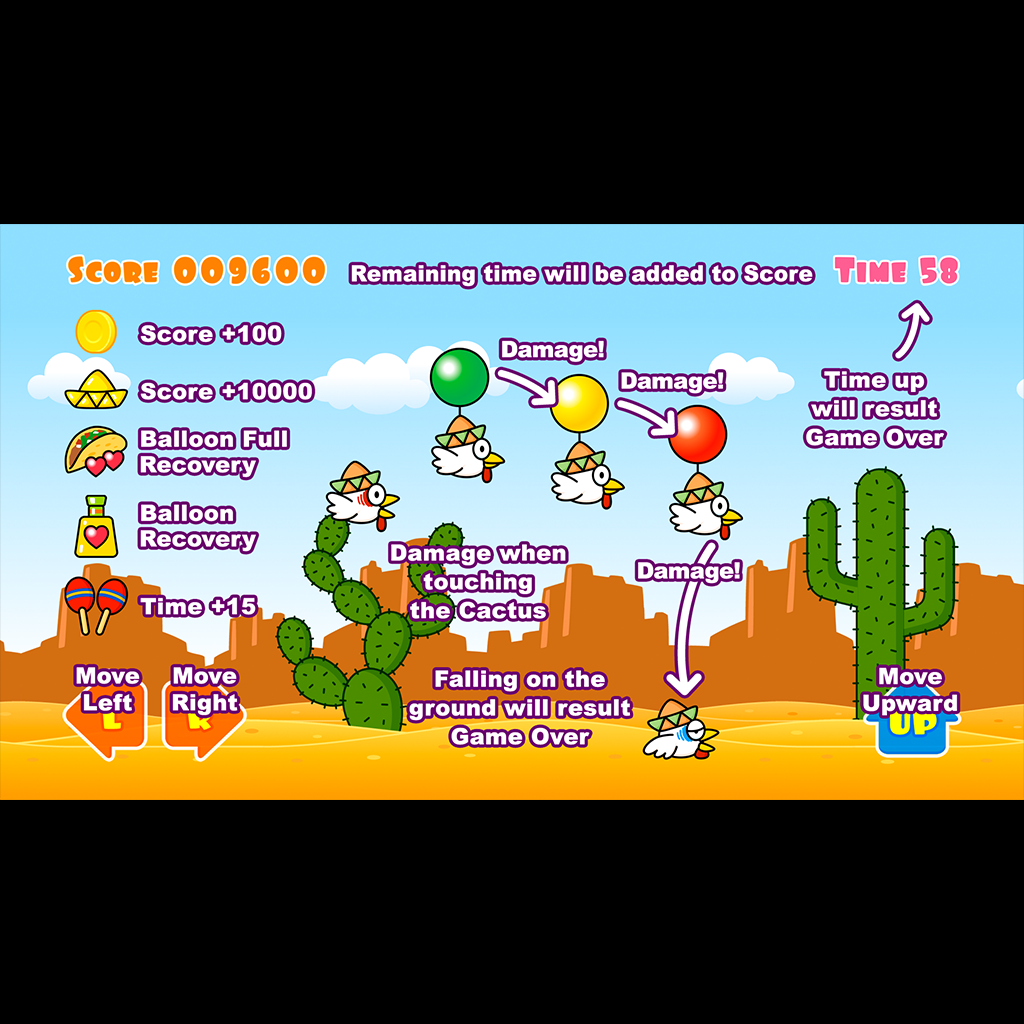 Score 009600
Remaining time will be added to Score
Time 58
Score +100
Score +10000
Balloon Full
Recovery
Balloon
Recovery
Time +15
Damage!
Damage!
Damage!
Time up
will result
Game Over
Damage when
touching
the Cactus
Falling on the
ground will result
Game Over
Move
Left
L
Move
Right
R
Move
Upward
UP